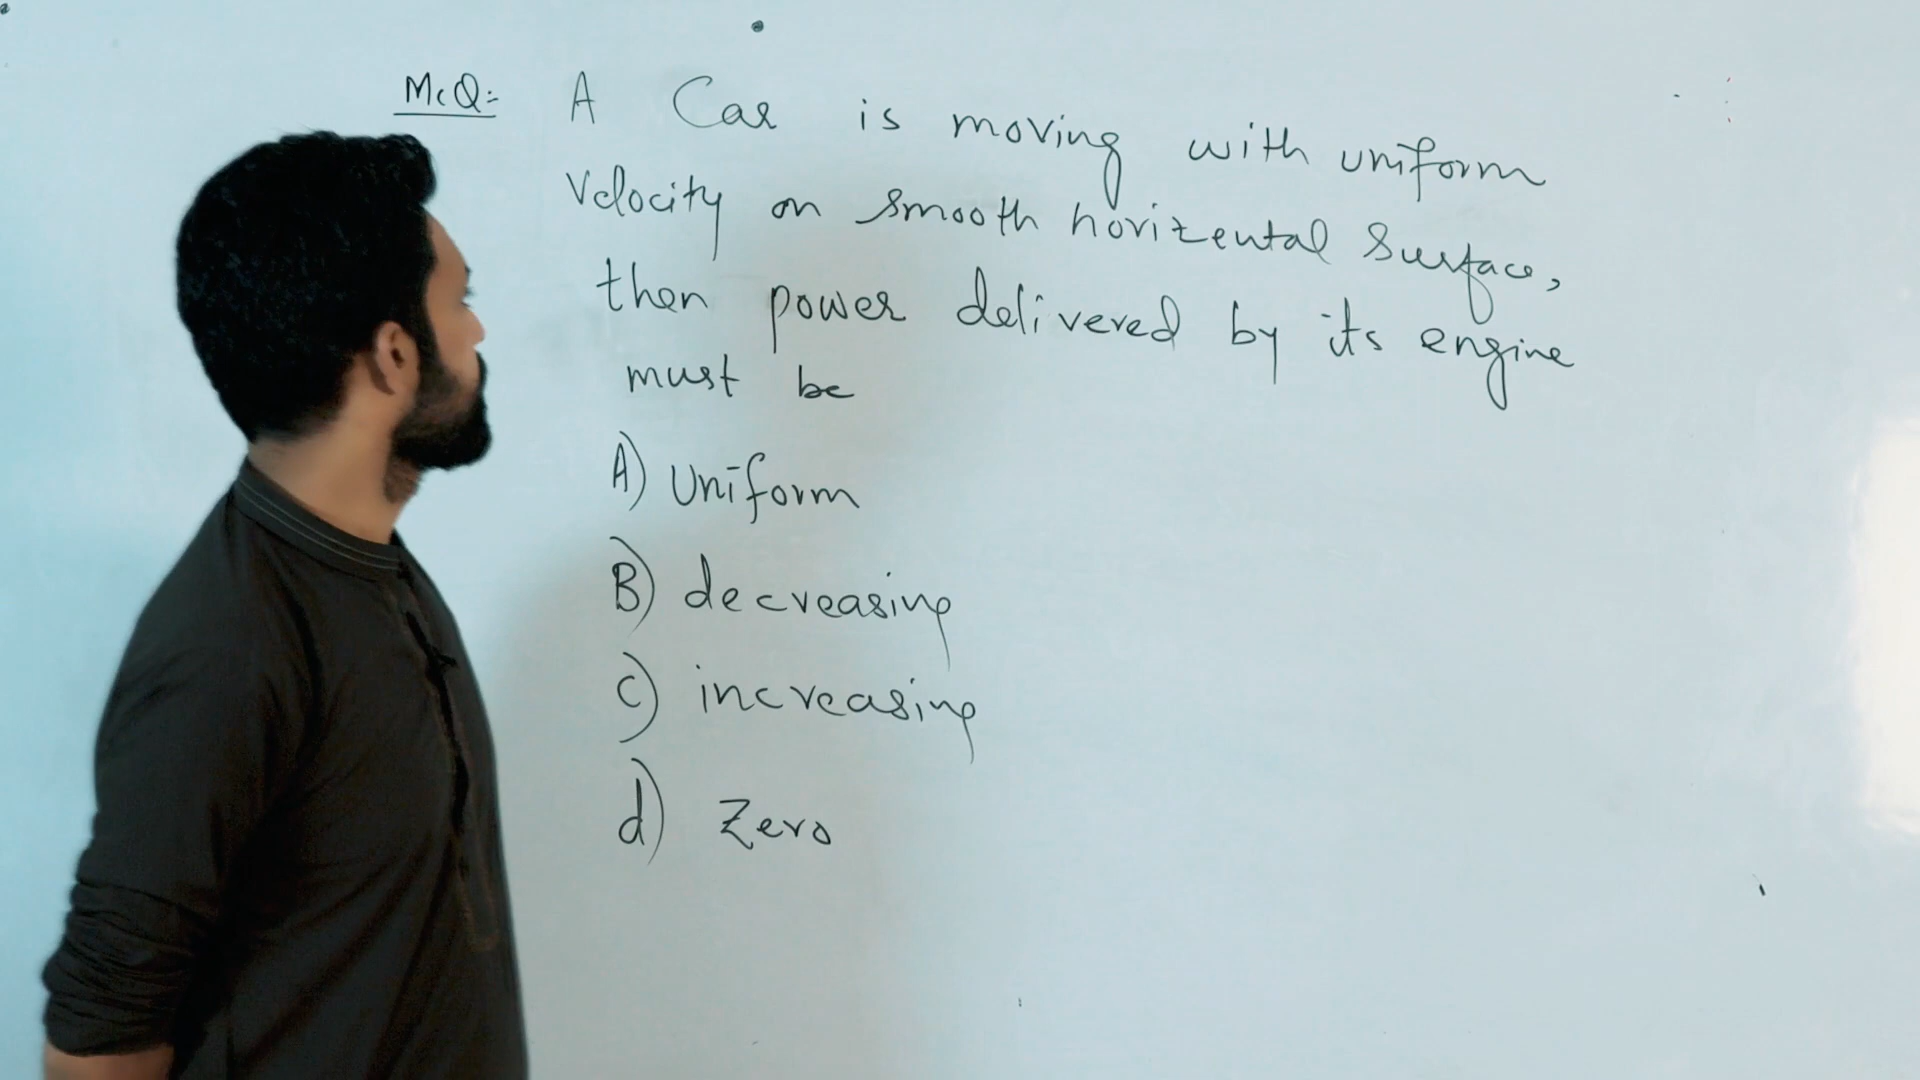 McQ:- A Car is moving with uniform
velocity on smooth horizental surface,
then power delivered by its engine
must be
A) Uniform
B) decreasing
C) increasing
d) Zero